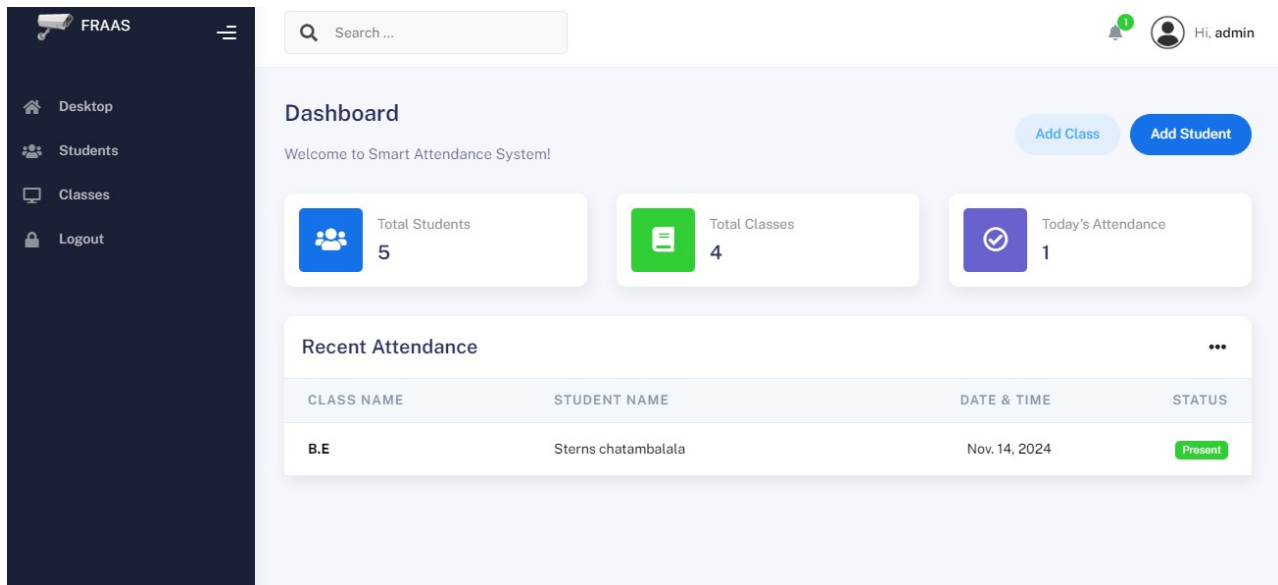 FRAAS
Search ...
1
Hi, admin
Desktop
Students
Classes
Logout
Dashboard
Welcome to Smart Attendance System!
Add Class
Add Student
Total Students
5
Total Classes
4
Today's Attendance
1
Recent Attendance
CLASS NAME STUDENT NAME DATE & TIME STATUS
B.E Sterns chatambalala Nov. 14, 2024 Present